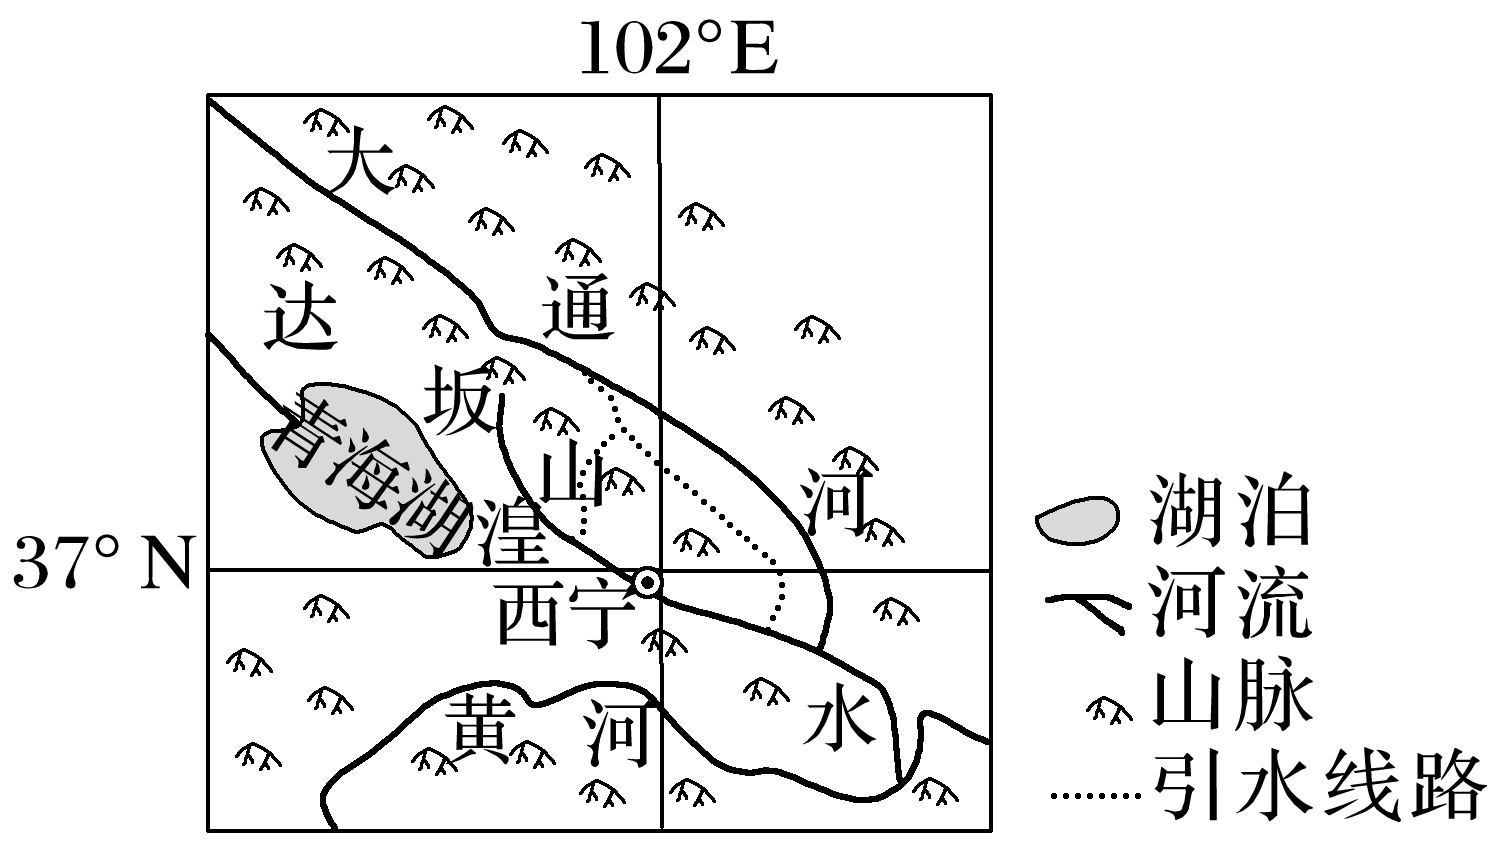 102°E
大
通
河
达
坂
山
青海湖
湟
水
37°N
西宁
黄河
湖泊
河流
山脉
引水线路